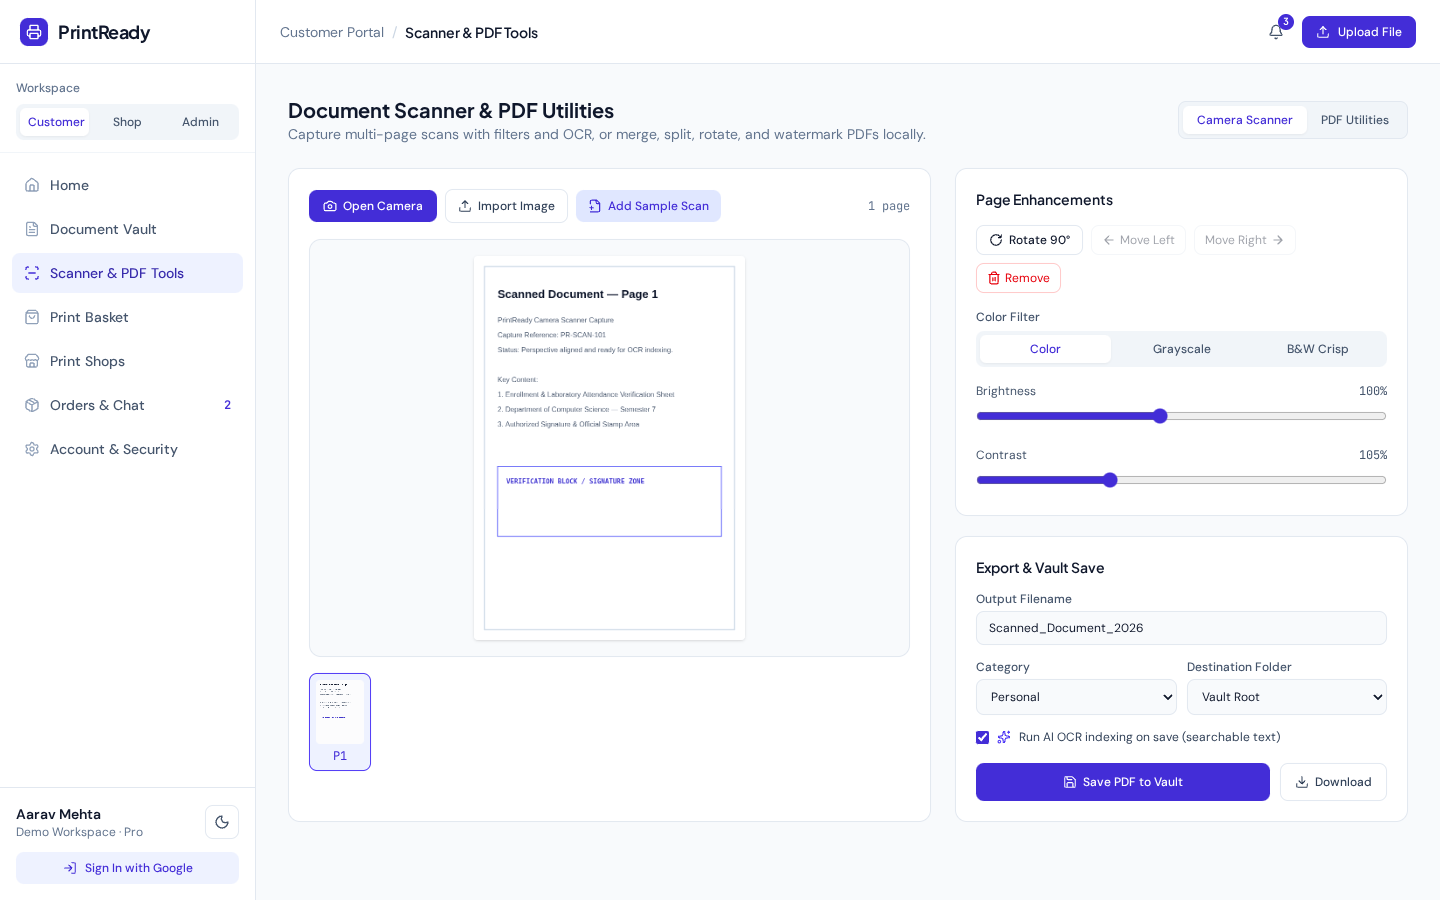 PrintReady
Customer Portal / Scanner & PDF Tools
3
Upload File
Workspace
Customer
Shop
Admin
Home
Document Vault
Scanner & PDF Tools
Print Basket
Print Shops
Orders & Chat
2
Account & Security
Aarav Mehta
Demo Workspace · Pro
Sign In with Google
Document Scanner & PDF Utilities
Capture multi-page scans with filters and OCR, or merge, split, rotate, and watermark PDFs locally.
Camera Scanner
PDF Utilities
Open Camera
Import Image
Add Sample Scan
1 page
Scanned Document — Page 1
PrintReady Camera Scanner Capture
Capture Reference: PR-SCAN-101
Status: Perspective aligned and ready for OCR indexing.
Key Content:
1. Enrollment & Laboratory Attendance Verification Sheet
2. Department of Computer Science — Semester 7
3. Authorized Signature & Official Stamp Area
VERIFICATION BLOCK / SIGNATURE ZONE
P1
Page Enhancements
Rotate 90°
Move Left
Move Right
Remove
Color Filter
Color
Grayscale
B&W Crisp
Brightness
100%
Contrast
105%
Export & Vault Save
Output Filename
Scanned_Document_2026
Category
Destination Folder
Personal
Vault Root
Run AI OCR indexing on save (searchable text)
Save PDF to Vault
Download